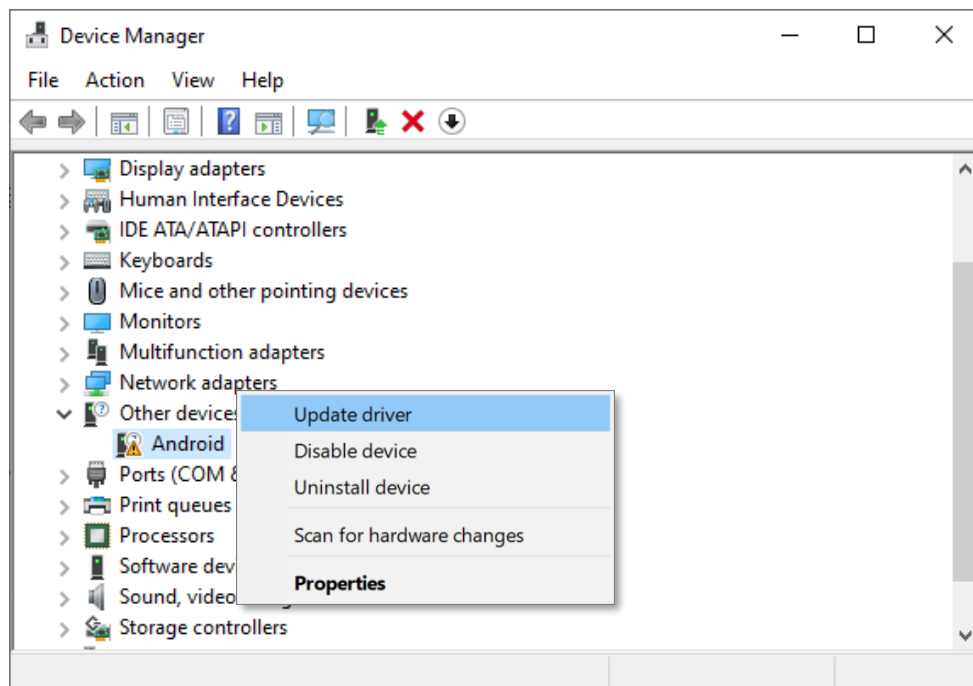 Device Manager
File Action View Help
Display adapters
Human Interface Devices
IDE ATA/ATAPI controllers
Keyboards
Mice and other pointing devices
Monitors
Multifunction adapters
Network adapters
Other devices
Android
Ports (COM &
Print queues
Processors
Software dev
Sound, video
Storage controllers
Update driver
Disable device
Uninstall device
Scan for hardware changes
Properties